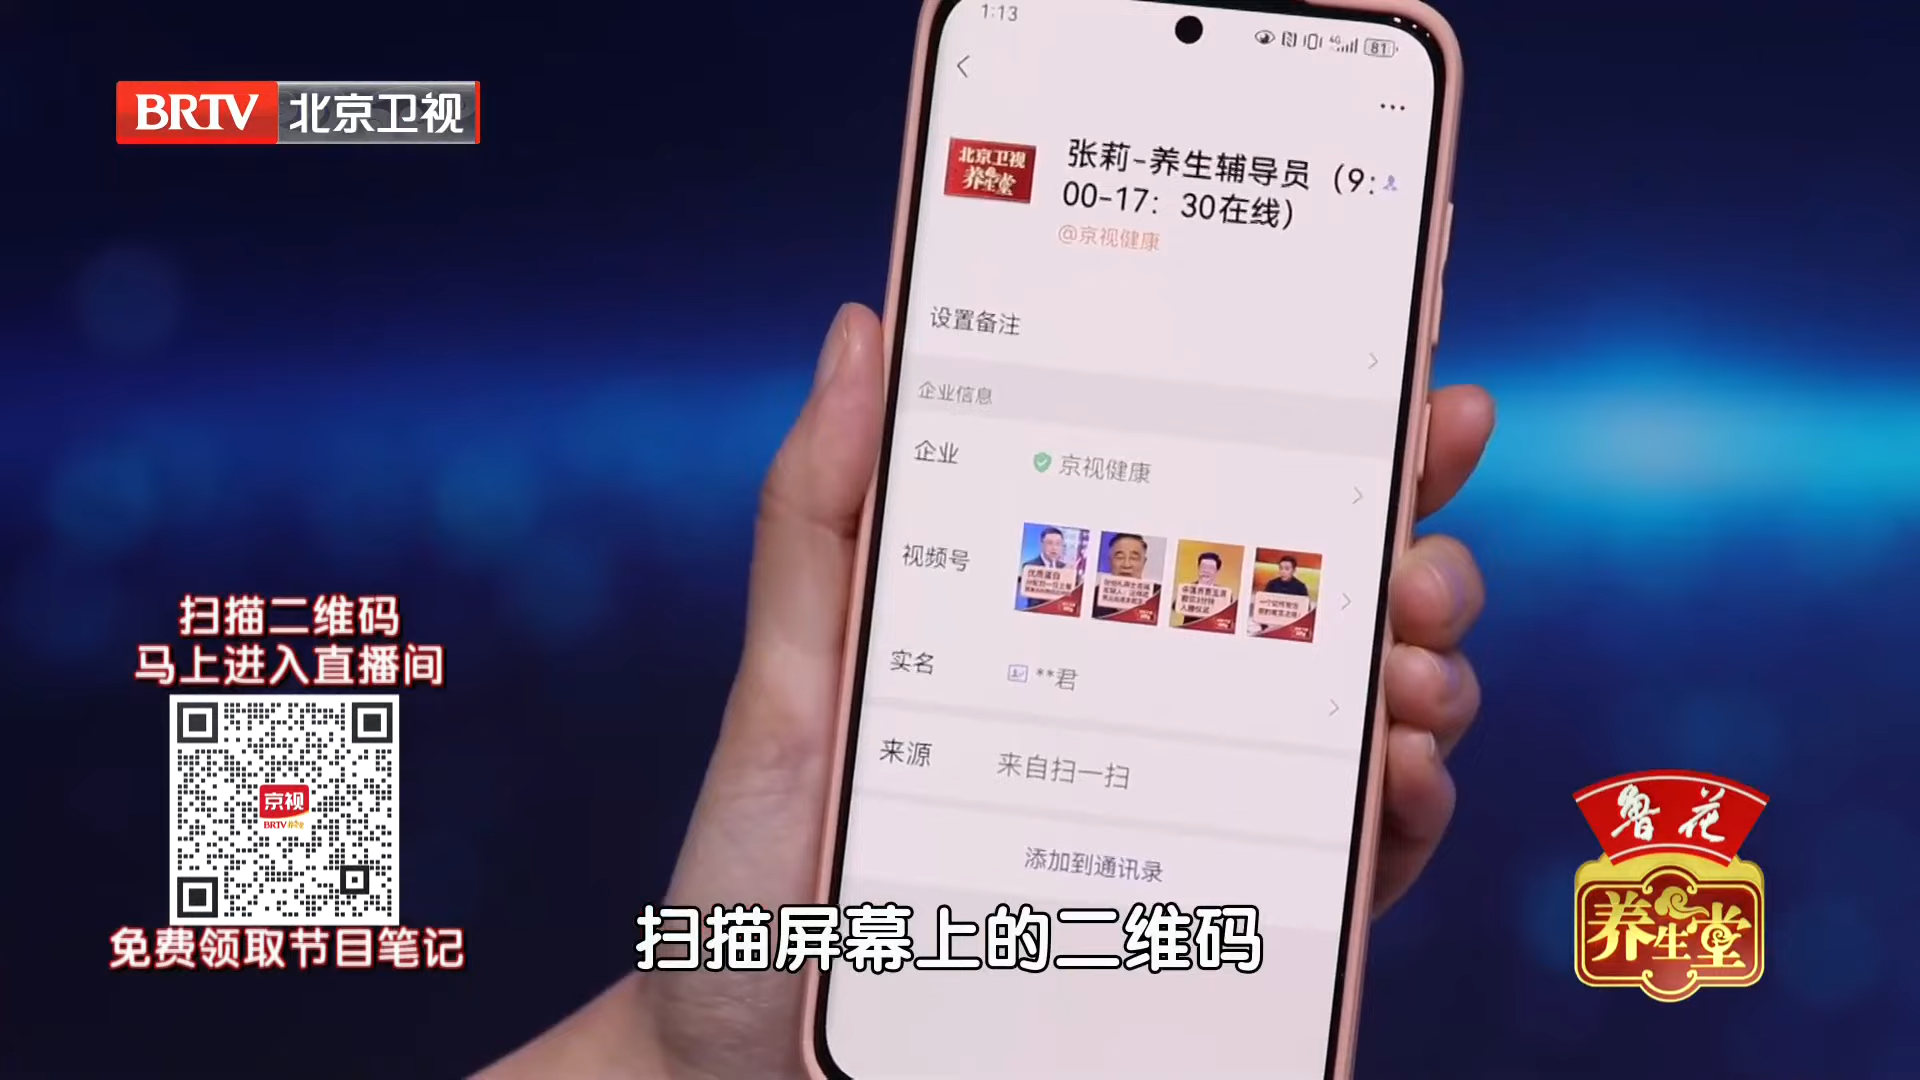 1:13
81
BRTV 北京卫视
北京卫视
养生堂
张莉-养生辅导员（9:
00-17：30在线）
@京视健康
设置备注
企业信息
企业
京视健康
视频号
实名
**君
来源
来自扫一扫
添加到通讯录
扫描二维码
马上进入直播间
京视
BRTV
免费领取节目笔记
扫描屏幕上的二维码
鲁花
养生堂